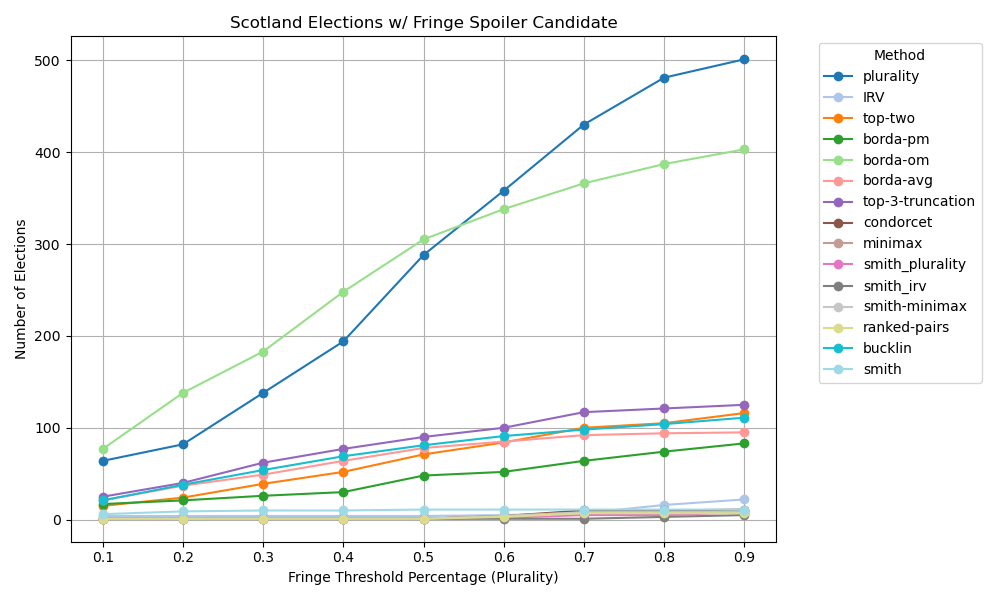 Scotland Elections w/ Fringe Spoiler Candidate
Number of Elections
500
400
300
200
100
0
0.1 0.2 0.3 0.4 0.5 0.6 0.7 0.8 0.9
Fringe Threshold Percentage (Plurality)
Method
plurality
IRV
top-two
borda-pm
borda-om
borda-avg
top-3-truncation
condorcet
minimax
smith_plurality
smith_irv
smith-minimax
ranked-pairs
bucklin
smith